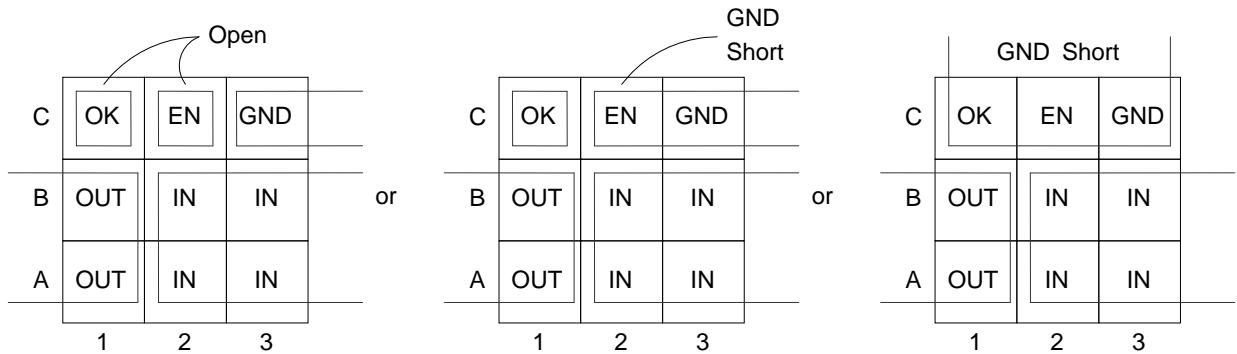 Open
C OK EN GND
B OUT IN IN
A OUT IN IN
1 2 3
or
GND
Short
C OK EN GND
B OUT IN IN
A OUT IN IN
1 2 3
or
GND Short
C OK EN GND
B OUT IN IN
A OUT IN IN
1 2 3